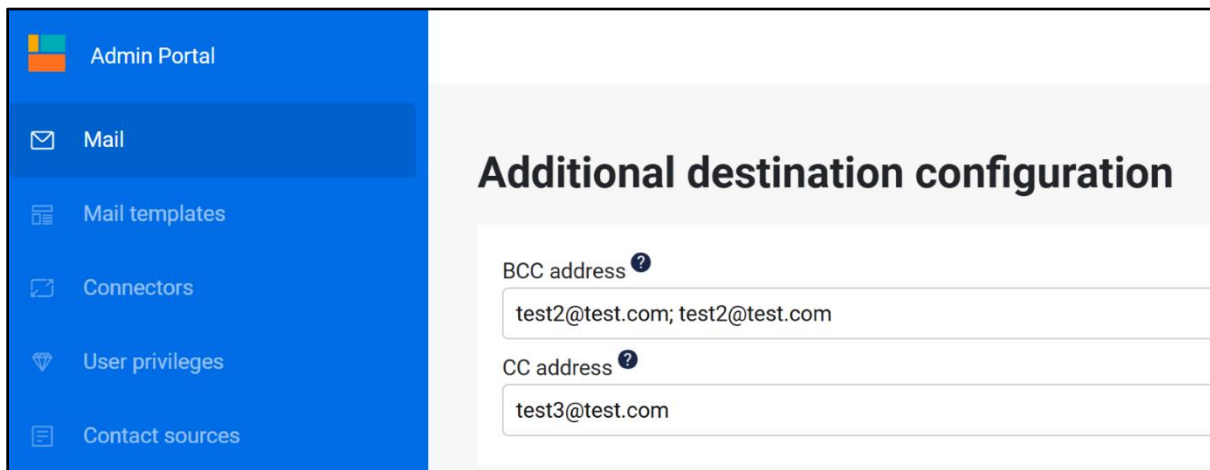 Admin Portal
Mail
Mail templates
Connectors
User privileges
Contact sources
Additional destination configuration
BCC address ?
test2@test.com; test2@test.com
CC address ?
test3@test.com